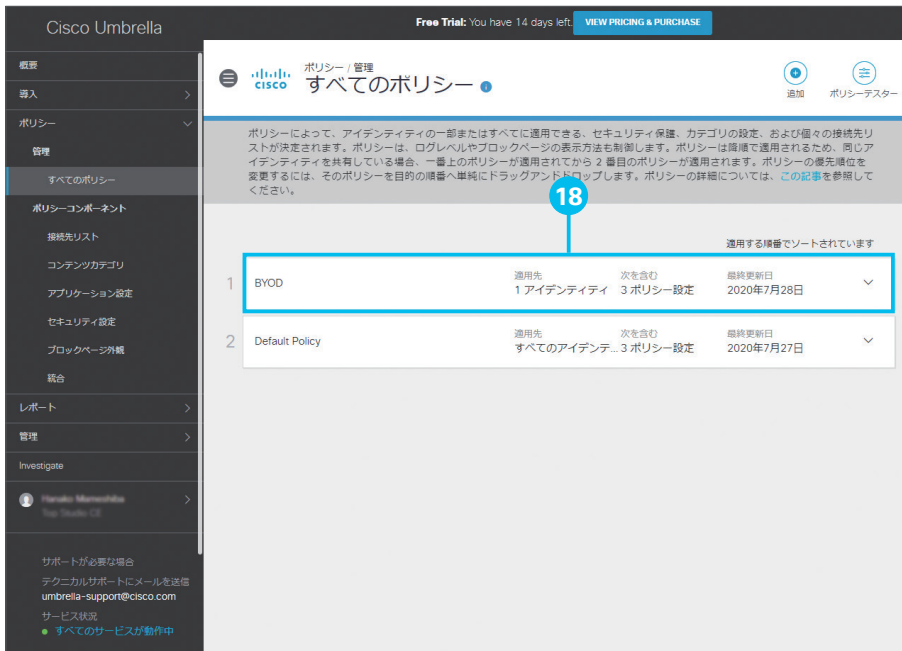 Cisco Umbrella
Free Trial: You have 14 days left. VIEW PRICING & PURCHASE
概要
導入
ポリシー
管理
すべてのポリシー
ポリシーコンポーネント
接続先リスト
コンテンツカテゴリ
アプリケーション設定
セキュリティ設定
ブロックページ外観
統合
レポート
管理
Investigate
サポートが必要な場合
テクニカルサポートにメールを送信
umbrella-support@cisco.com
サービス状況
すべてのサービスが動作中
cisco
ポリシー / 管理
すべてのポリシー
追加
ポリシーテスター
ポリシーによって、アイデンティティの一部またはすべてに適用できる、セキュリティ保護、カテゴリの設定、および個々の接続先リ
ストが決定されます。ポリシーは、ログレベルやブロックページの表示方法も制御します。ポリシーは降順で適用されるため、同じア
イデンティティを共有している場合、一番上のポリシーが適用されてから 2 番目のポリシーが適用されます。ポリシーの優先順位を
変更するには、そのポリシーを目的の順番へ単純にドラッグアンドドロップします。ポリシーの詳細については、この記事を参照して
ください。
18
適用する順番でソートされています
1 BYOD
適用先 次を含む 最終更新日
1 アイデンティティ 3 ポリシー設定 2020年7月28日
2 Default Policy
適用先 次を含む 最終更新日
すべてのアイデンテ... 3 ポリシー設定 2020年7月27日